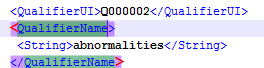 <QualifierUI>Q000002</QualifierUI>
<QualifierName>
<String>abnormalities</String>
</QualifierName>